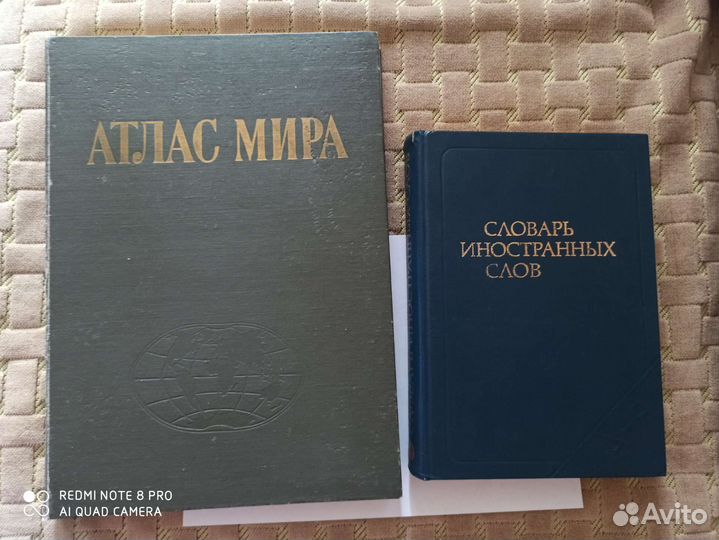 АТЛАС МИРА
СЛОВАРЬ
ИНОСТРАННЫХ
СЛОВ
REDMI NOTE 8 PRO
AI QUAD CAMERA
Avito